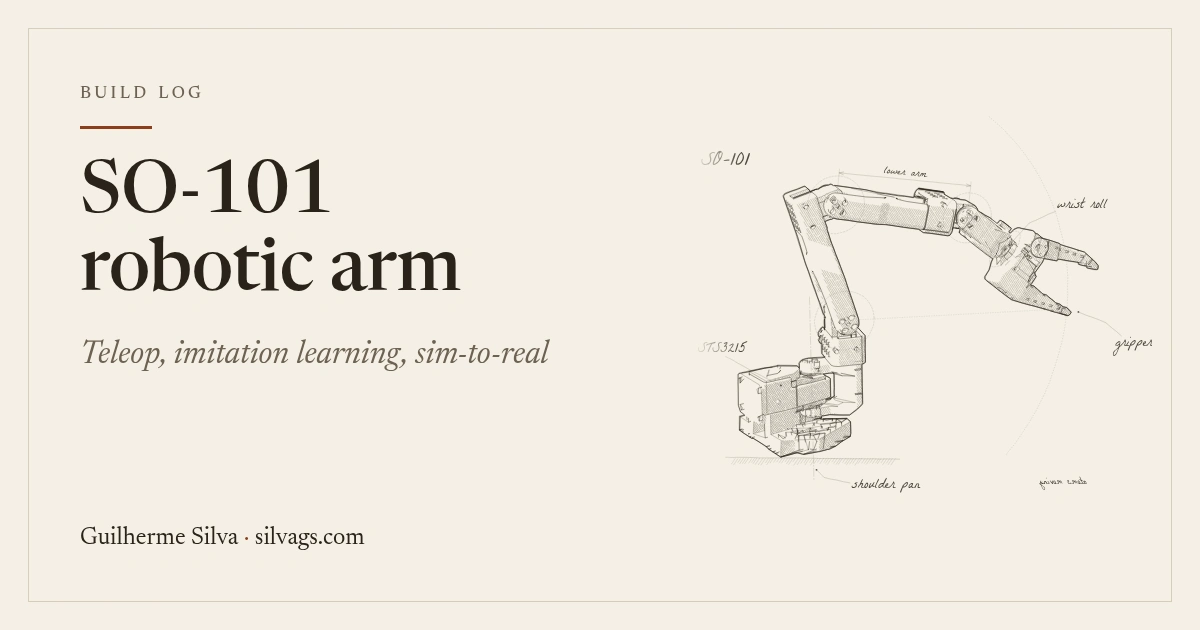 BUILD LOG
SO-101
robotic arm
Teleop, imitation learning, sim-to-real
Guilherme Silva · silvags.com
SO-101
lower arm
wrist roll
gripper
STS3215
shoulder pan